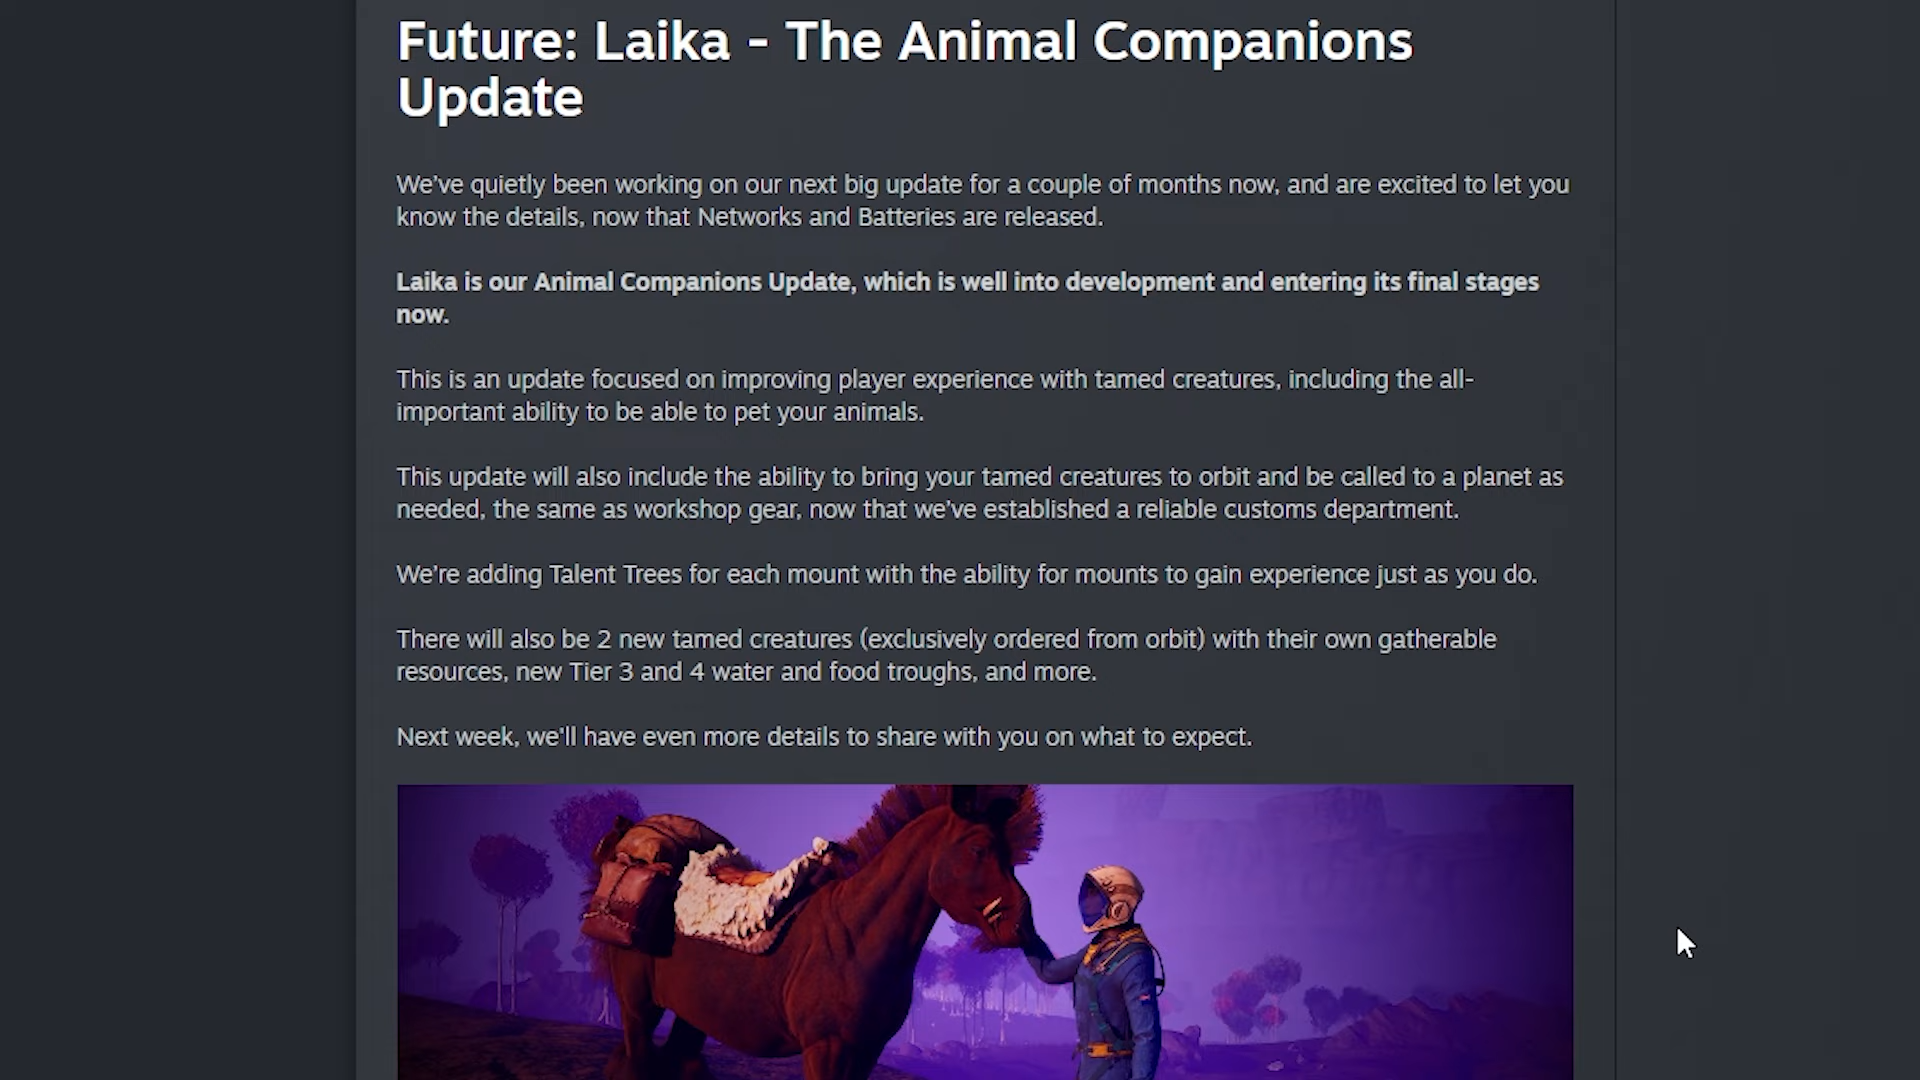 Future: Laika - The Animal Companions
Update
We've quietly been working on our next big update for a couple of months now, and are excited to let you
know the details, now that Networks and Batteries are released.
Laika is our Animal Companions Update, which is well into development and entering its final stages
now.
This is an update focused on improving player experience with tamed creatures, including the all-
important ability to be able to pet your animals.
This update will also include the ability to bring your tamed creatures to orbit and be called to a planet as
needed, the same as workshop gear, now that we've established a reliable customs department.
We're adding Talent Trees for each mount with the ability for mounts to gain experience just as you do.
There will also be 2 new tamed creatures (exclusively ordered from orbit) with their own gatherable
resources, new Tier 3 and 4 water and food troughs, and more.
Next week, we'll have even more details to share with you on what to expect.